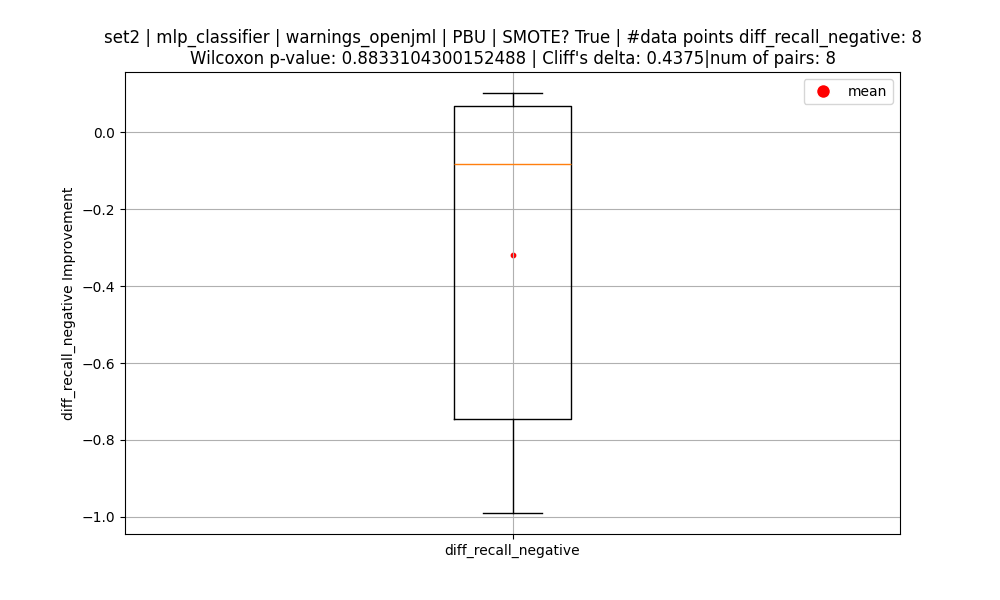 set2 | mlp_classifier | warnings_openjml | PBU | SMOTE? True | #data points diff_recall_negative: 8
Wilcoxon p-value: 0.8833104300152488 | Cliff's delta: 0.4375|num of pairs: 8
mean
0.0
−0.2
−0.4
−0.6
−0.8
−1.0
diff_recall_negative Improvement
diff_recall_negative